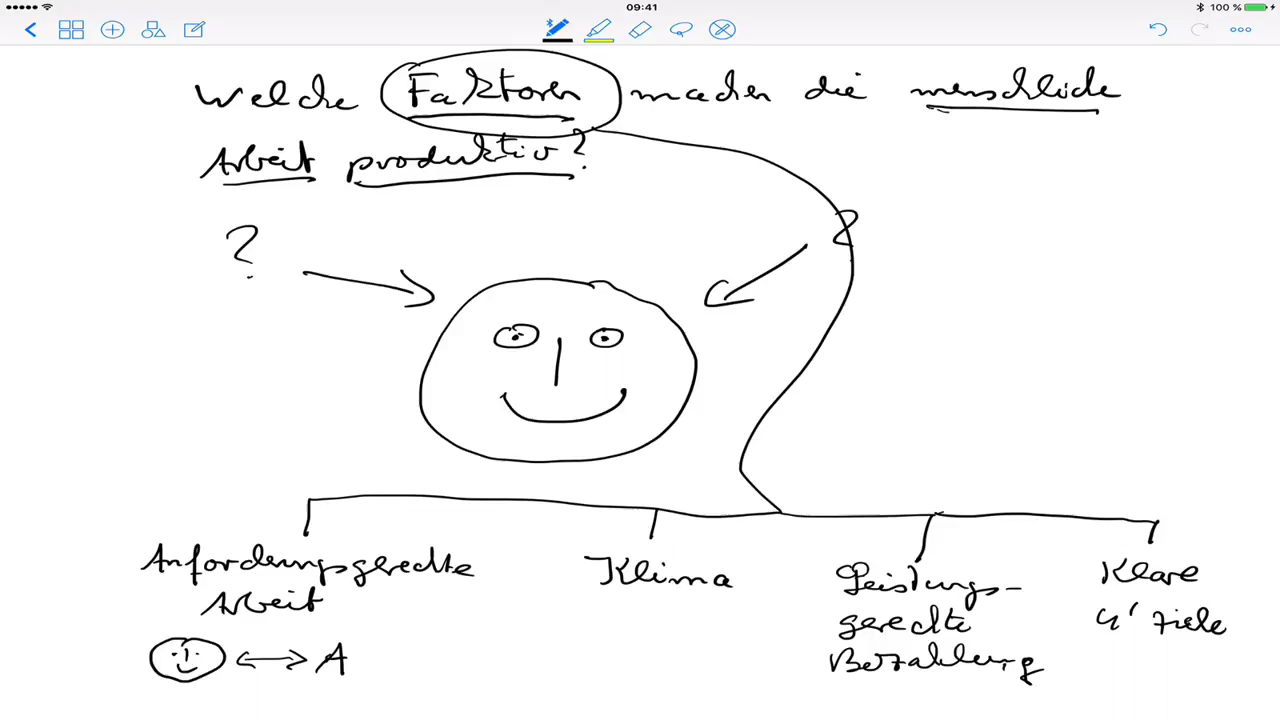 09:41
100 %
Welche Faktoren machen die menschliche
Arbeit produktiv?
?
?
Anforderungsgerechte
Arbeit
Klima
Leistungs-
gerechte
Bezahlung
Klare
U' ziele
A